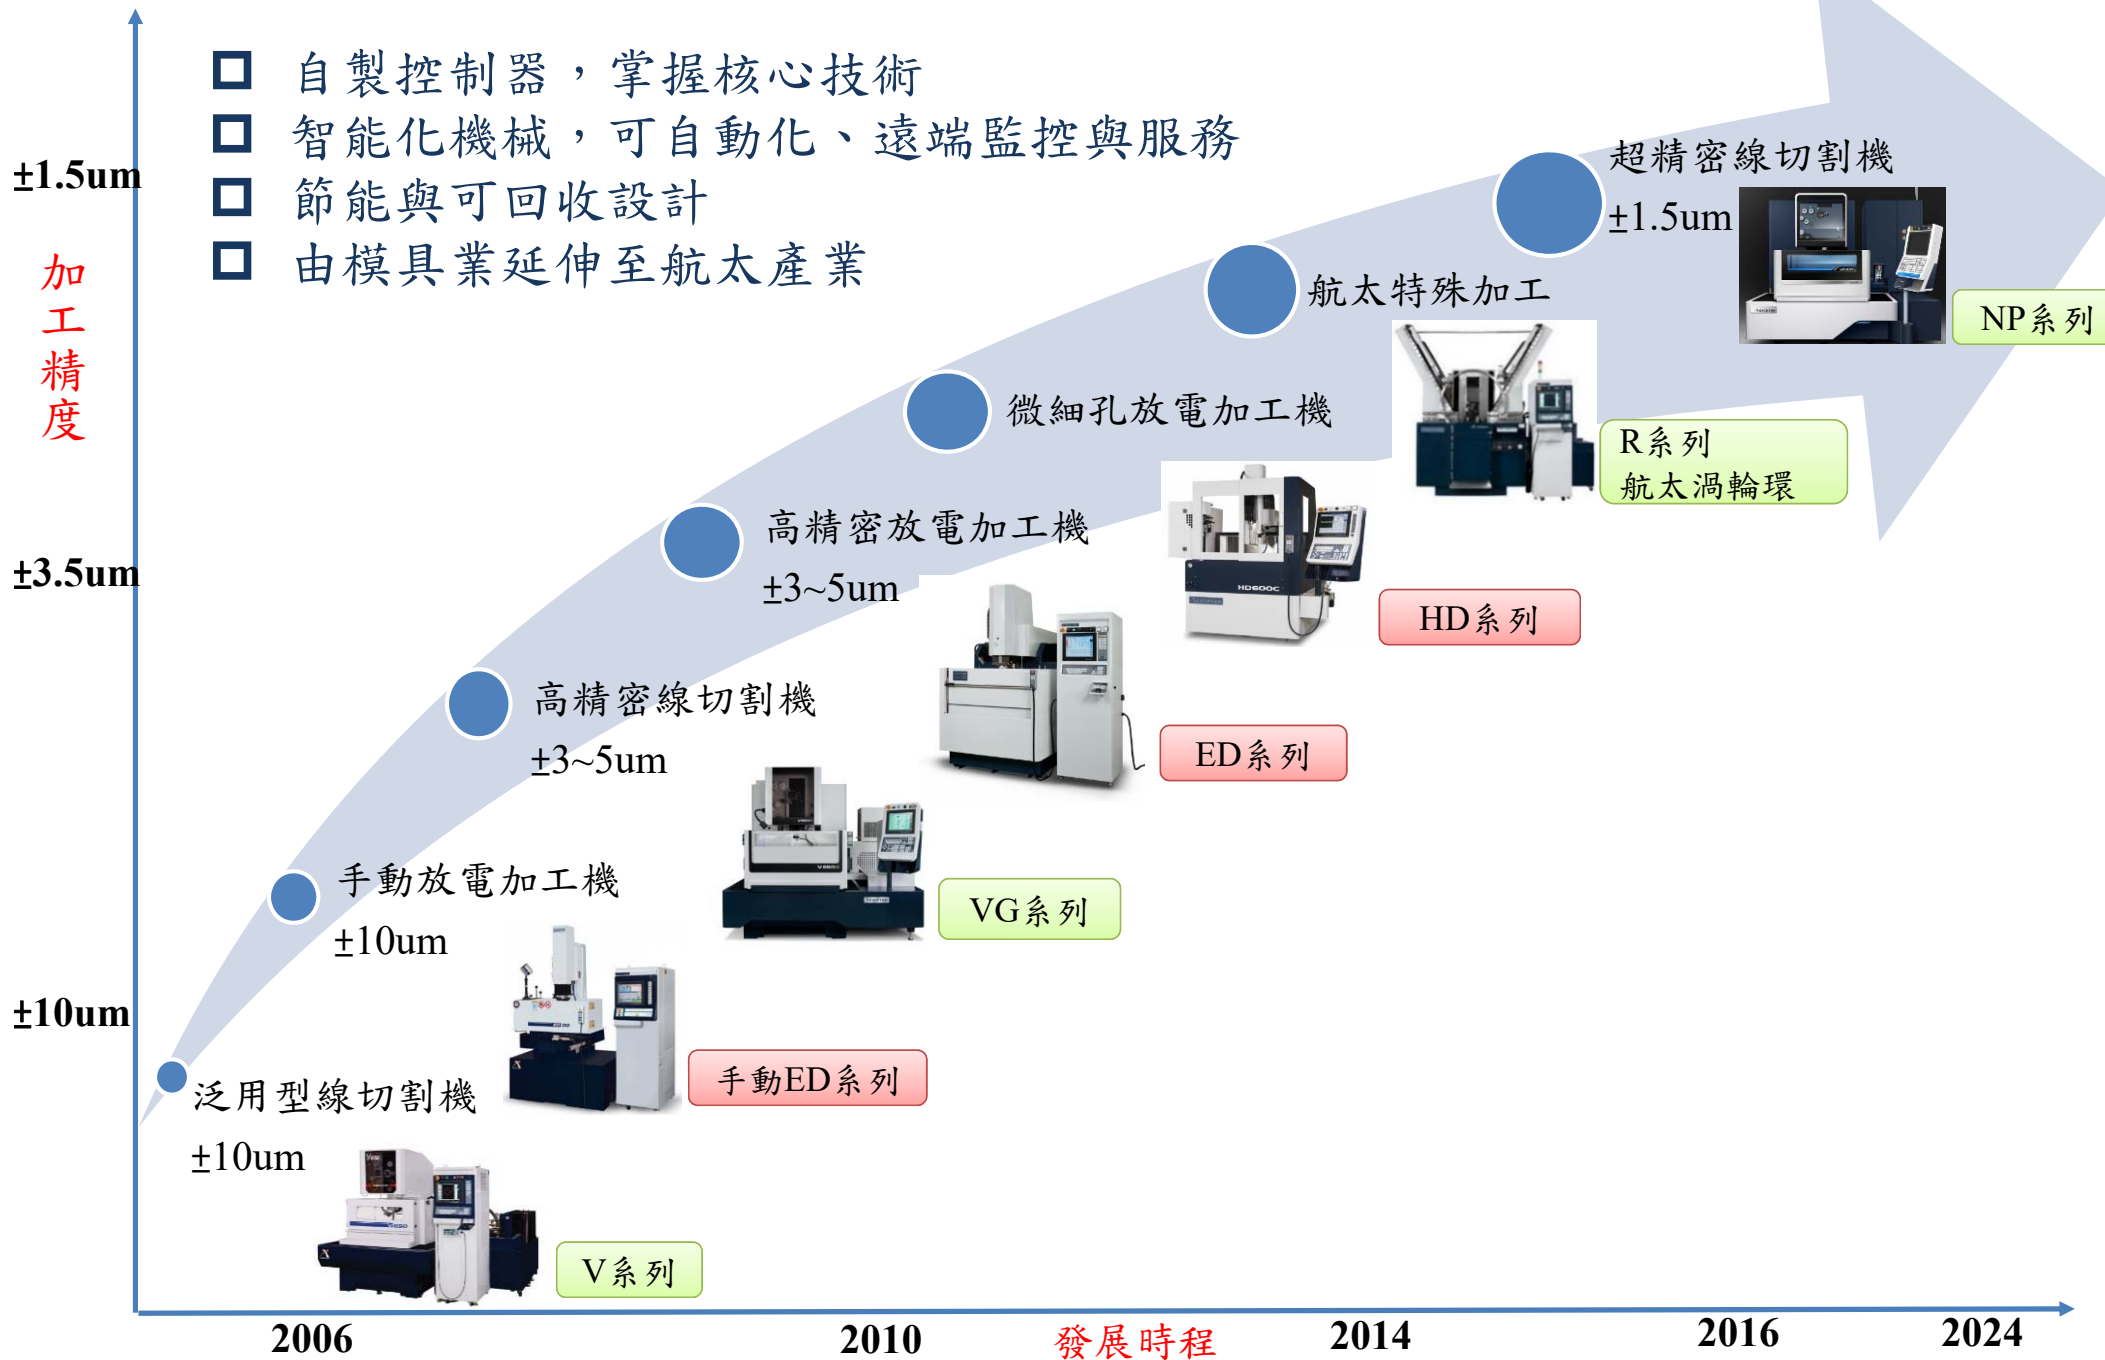 自製控制器，掌握核心技術
智能化機械，可自動化、遠端監控與服務
節能與可回收設計
由模具業延伸至航太產業
±1.5um
加工精度
±3.5um
±10um
超精密線切割機
±1.5um
NP系列
航太特殊加工
R系列
航太渦輪環
微細孔放電加工機
HD600C
HD系列
高精密放電加工機
±3~5um
ED系列
高精密線切割機
±3~5um
VG系列
手動放電加工機
±10um
手動ED系列
泛用型線切割機
±10um
V系列
2006
2010
發展時程
2014
2016
2024